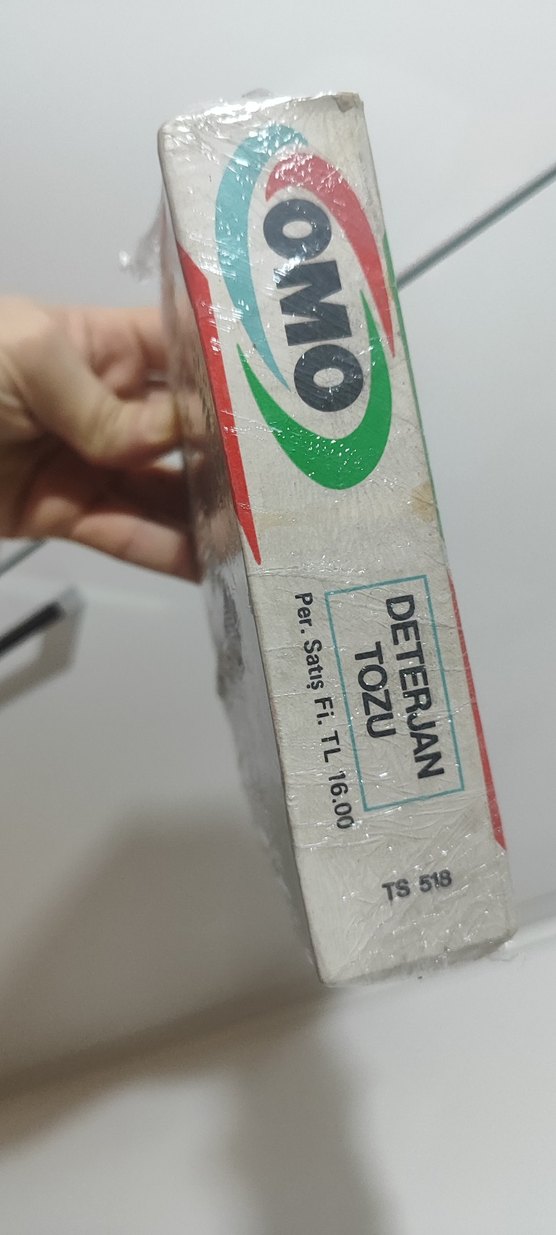 OMO
DETERJAN
TOZU
Per. Satış Fi. TL 16.00
TS 518